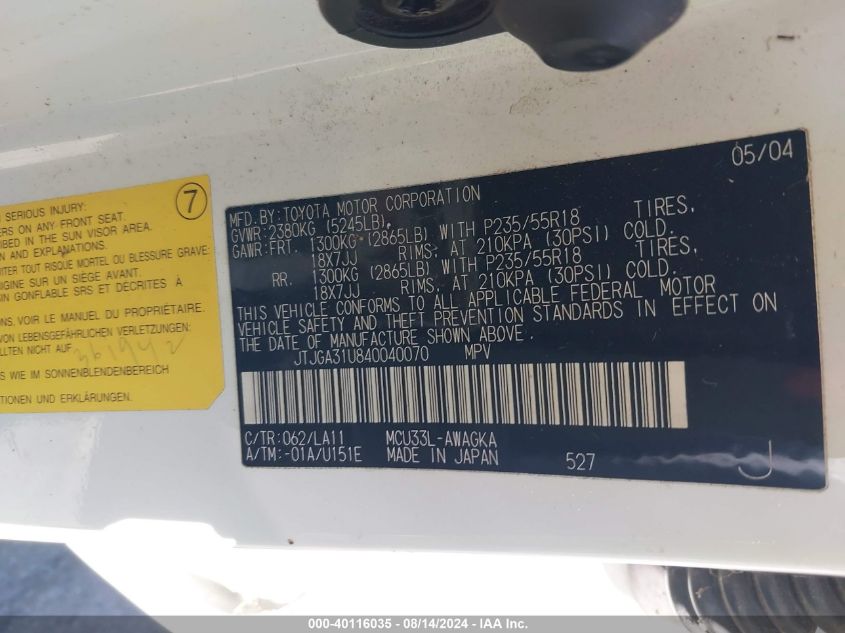 7
SERIOUS INJURY:
ERS ON ANY FRONT SEAT.
IBED IN THE SUN VISOR AREA.
N AND EXPLANATIONS.
ITER TOUT RISQUE MORTEL OU BLESSURE GRAVE:
IGINE SUR UN SIÈGE AVANT.
IN GONFLABLE SRS ET DÉCRITES À
ONS, VOIR LE MANUEL DU PROPRIÉTAIRE.
VON LEBENSGEFÄHRLICHEN VERLETZUNGEN:
LLTEN NICHT AUF
361942
S WIE IM SONNENBLENDENBEREICH
TIONEN UND ERKLÄRUNGEN.
05/04
MFD.BY:TOYOTA MOTOR CORPORATION
GVWR:2380KG (5245LB)
GAWR:FRT. 1300KG (2865LB) WITH P235/55R18 TIRES,
18X7JJ RIMS, AT 210KPA (30PSI) COLD.
RR. 1300KG (2865LB) WITH P235/55R18 TIRES,
18X7JJ RIMS, AT 210KPA (30PSI) COLD.
THIS VEHICLE CONFORMS TO ALL APPLICABLE FEDERAL MOTOR
VEHICLE SAFETY AND THEFT PREVENTION STANDARDS IN EFFECT ON
THE DATE OF MANUFACTURE SHOWN ABOVE.
JTJGA31U840040070 MPV
C/TR:062/LA11 MCU33L-AWAGKA
A/TM:-01A/U151E MADE IN JAPAN 527 J
000-40116035 - 08/14/2024 - IAA Inc.